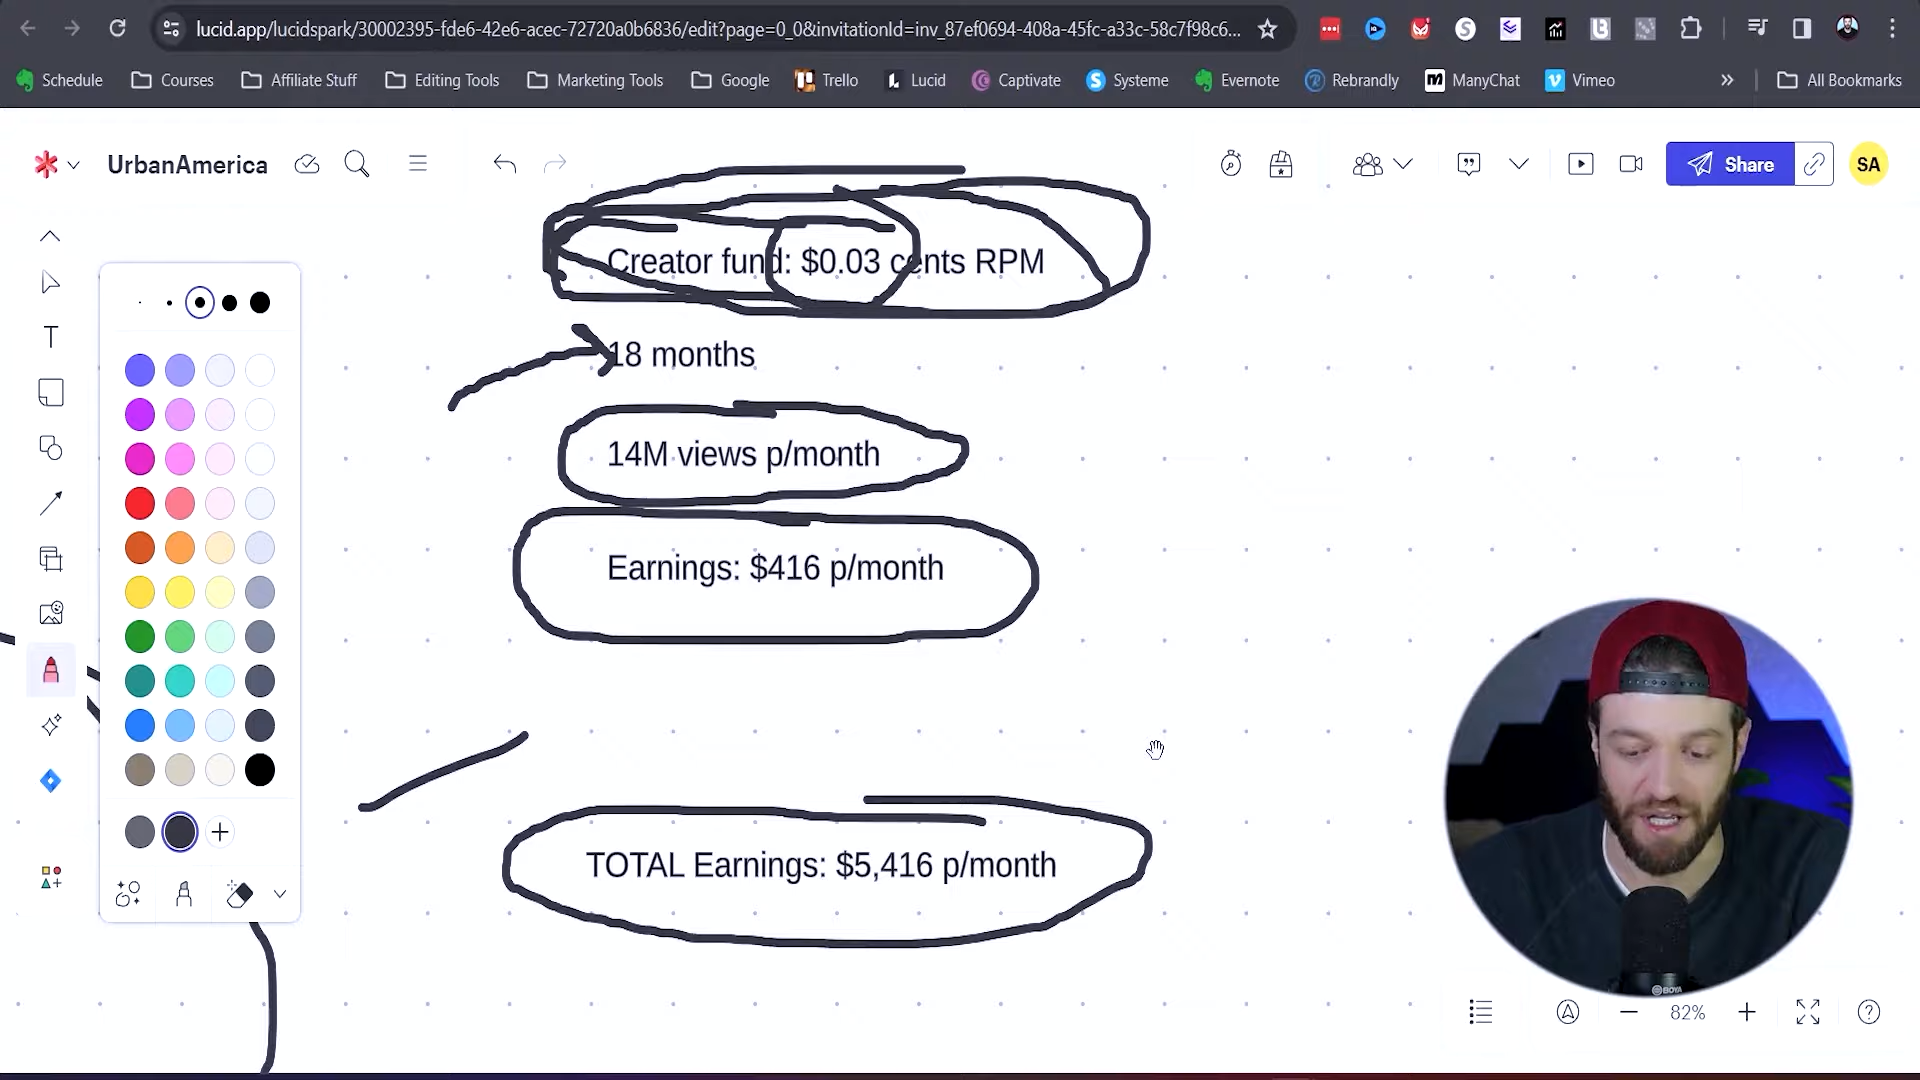 lucid.app/lucidspark/30002395-fde6-42e6-acec-72720a0b6836/edit?page=0_0&invitationId=inv_87ef0694-408a-45fc-a33c-58c7f98c6...
Schedule Courses Affiliate Stuff Editing Tools Marketing Tools Google Trello Lucid Captivate Systeme Evernote Rebrandly ManyChat Vimeo » All Bookmarks
UrbanAmerica Share SA
Creator fund: $0.03 cents RPM
18 months
14M views p/month
Earnings: $416 p/month
TOTAL Earnings: $5,416 p/month
BOYA
82%